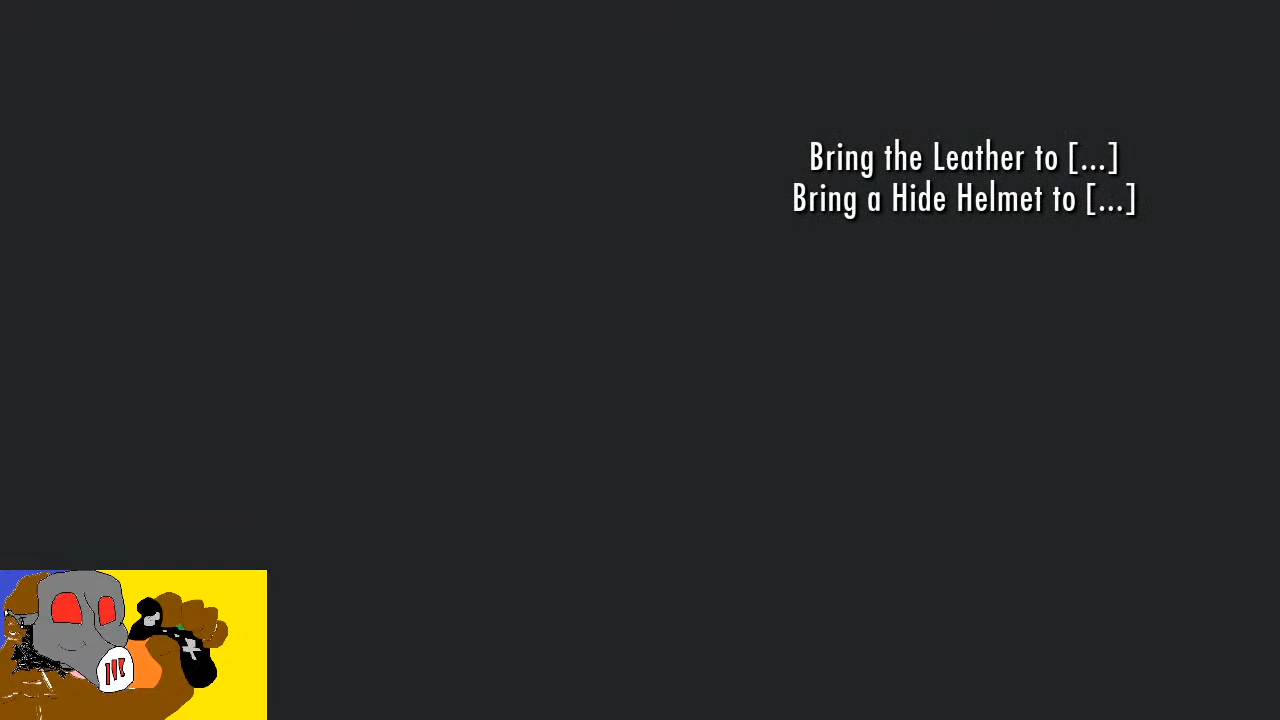 Bring the Leather to [...]
Bring a Hide Helmet to [...]